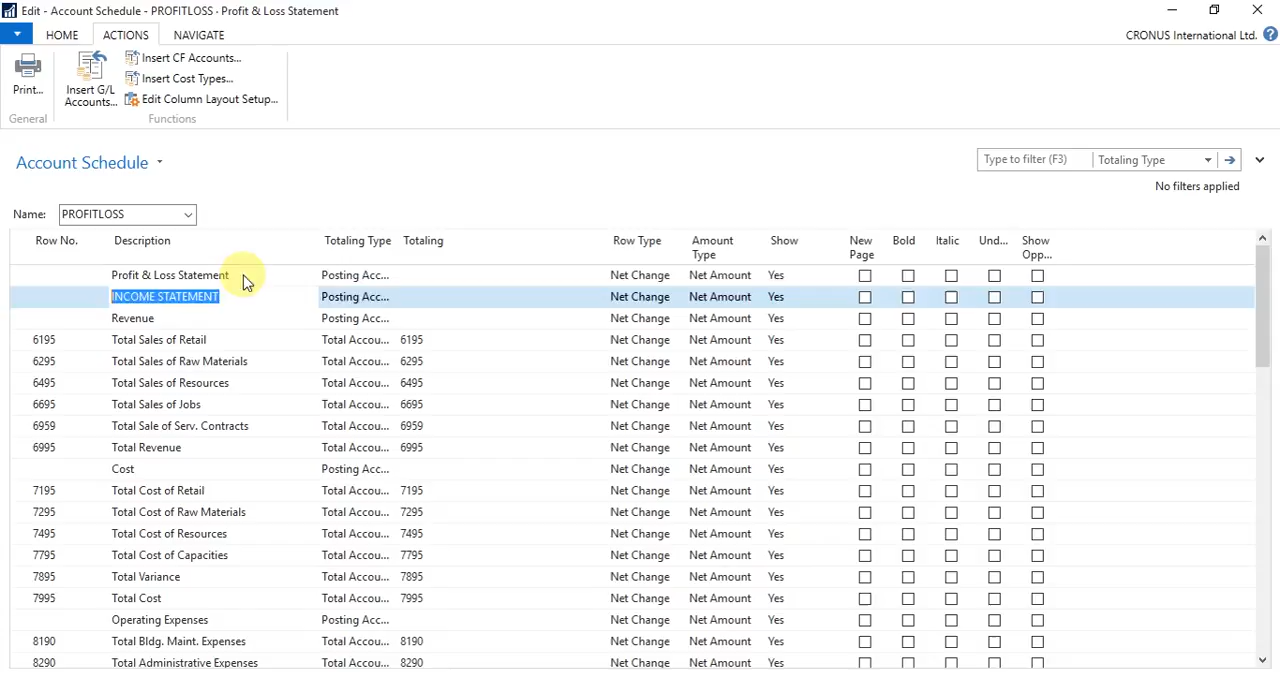 Edit - Account Schedule - PROFITLOSS · Profit & Loss Statement
HOME ACTIONS NAVIGATE CRONUS International Ltd. ?
Print... Insert G/L Accounts... Insert CF Accounts...
Insert Cost Types...
Edit Column Layout Setup...
General Functions
Account Schedule
Type to filter (F3) Totaling Type
No filters applied
Name: PROFITLOSS
Row No. Description Totaling Type Totaling Row Type Amount Type Show New Page Bold Italic Und... Show Opp...
Profit & Loss Statement Posting Acc... Net Change Net Amount Yes
INCOME STATEMENT Posting Acc... Net Change Net Amount Yes
Revenue Posting Acc... Net Change Net Amount Yes
6195 Total Sales of Retail Total Accou... 6195 Net Change Net Amount Yes
6295 Total Sales of Raw Materials Total Accou... 6295 Net Change Net Amount Yes
6495 Total Sales of Resources Total Accou... 6495 Net Change Net Amount Yes
6695 Total Sales of Jobs Total Accou... 6695 Net Change Net Amount Yes
6959 Total Sale of Serv. Contracts Total Accou... 6959 Net Change Net Amount Yes
6995 Total Revenue Total Accou... 6995 Net Change Net Amount Yes
Cost Posting Acc... Net Change Net Amount Yes
7195 Total Cost of Retail Total Accou... 7195 Net Change Net Amount Yes
7295 Total Cost of Raw Materials Total Accou... 7295 Net Change Net Amount Yes
7495 Total Cost of Resources Total Accou... 7495 Net Change Net Amount Yes
7795 Total Cost of Capacities Total Accou... 7795 Net Change Net Amount Yes
7895 Total Variance Total Accou... 7895 Net Change Net Amount Yes
7995 Total Cost Total Accou... 7995 Net Change Net Amount Yes
Operating Expenses Posting Acc... Net Change Net Amount Yes
8190 Total Bldg. Maint. Expenses Total Accou... 8190 Net Change Net Amount Yes
8290 Total Administrative Expenses Total Accou... 8290 Net Change Net Amount Yes